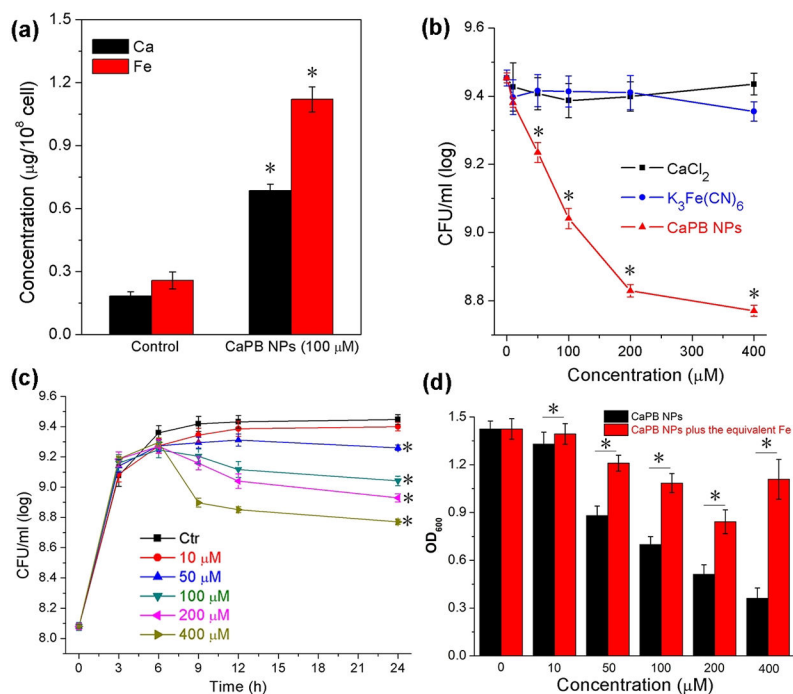 (a)
Ca
Fe
*
*
1.5
1.2
0.9
0.6
0.3
0.0
Concentration (μg/10⁸ cell)
Control
CaPB NPs (100 μM)
(b)
9.6
9.4
9.2
9.0
8.8
CFU/ml (log)
*
*
*
*
CaCl₂
K₃Fe(CN)₆
CaPB NPs
0
100
200
300
400
Concentration (μM)
(c)
9.6
9.4
9.2
9.0
8.8
8.6
8.4
8.2
8.0
CFU/ml (log)
*
*
*
*
Ctr
10 μM
50 μM
100 μM
200 μM
400 μM
0
3
6
9
12
15
18
21
24
Time (h)
(d)
CaPB NPs
CaPB NPs plus the equivalent Fe
1.5
1.2
0.9
0.6
0.3
0.0
OD₆₀₀
*
*
*
*
*
0
10
50
100
200
400
Concentration (μM)